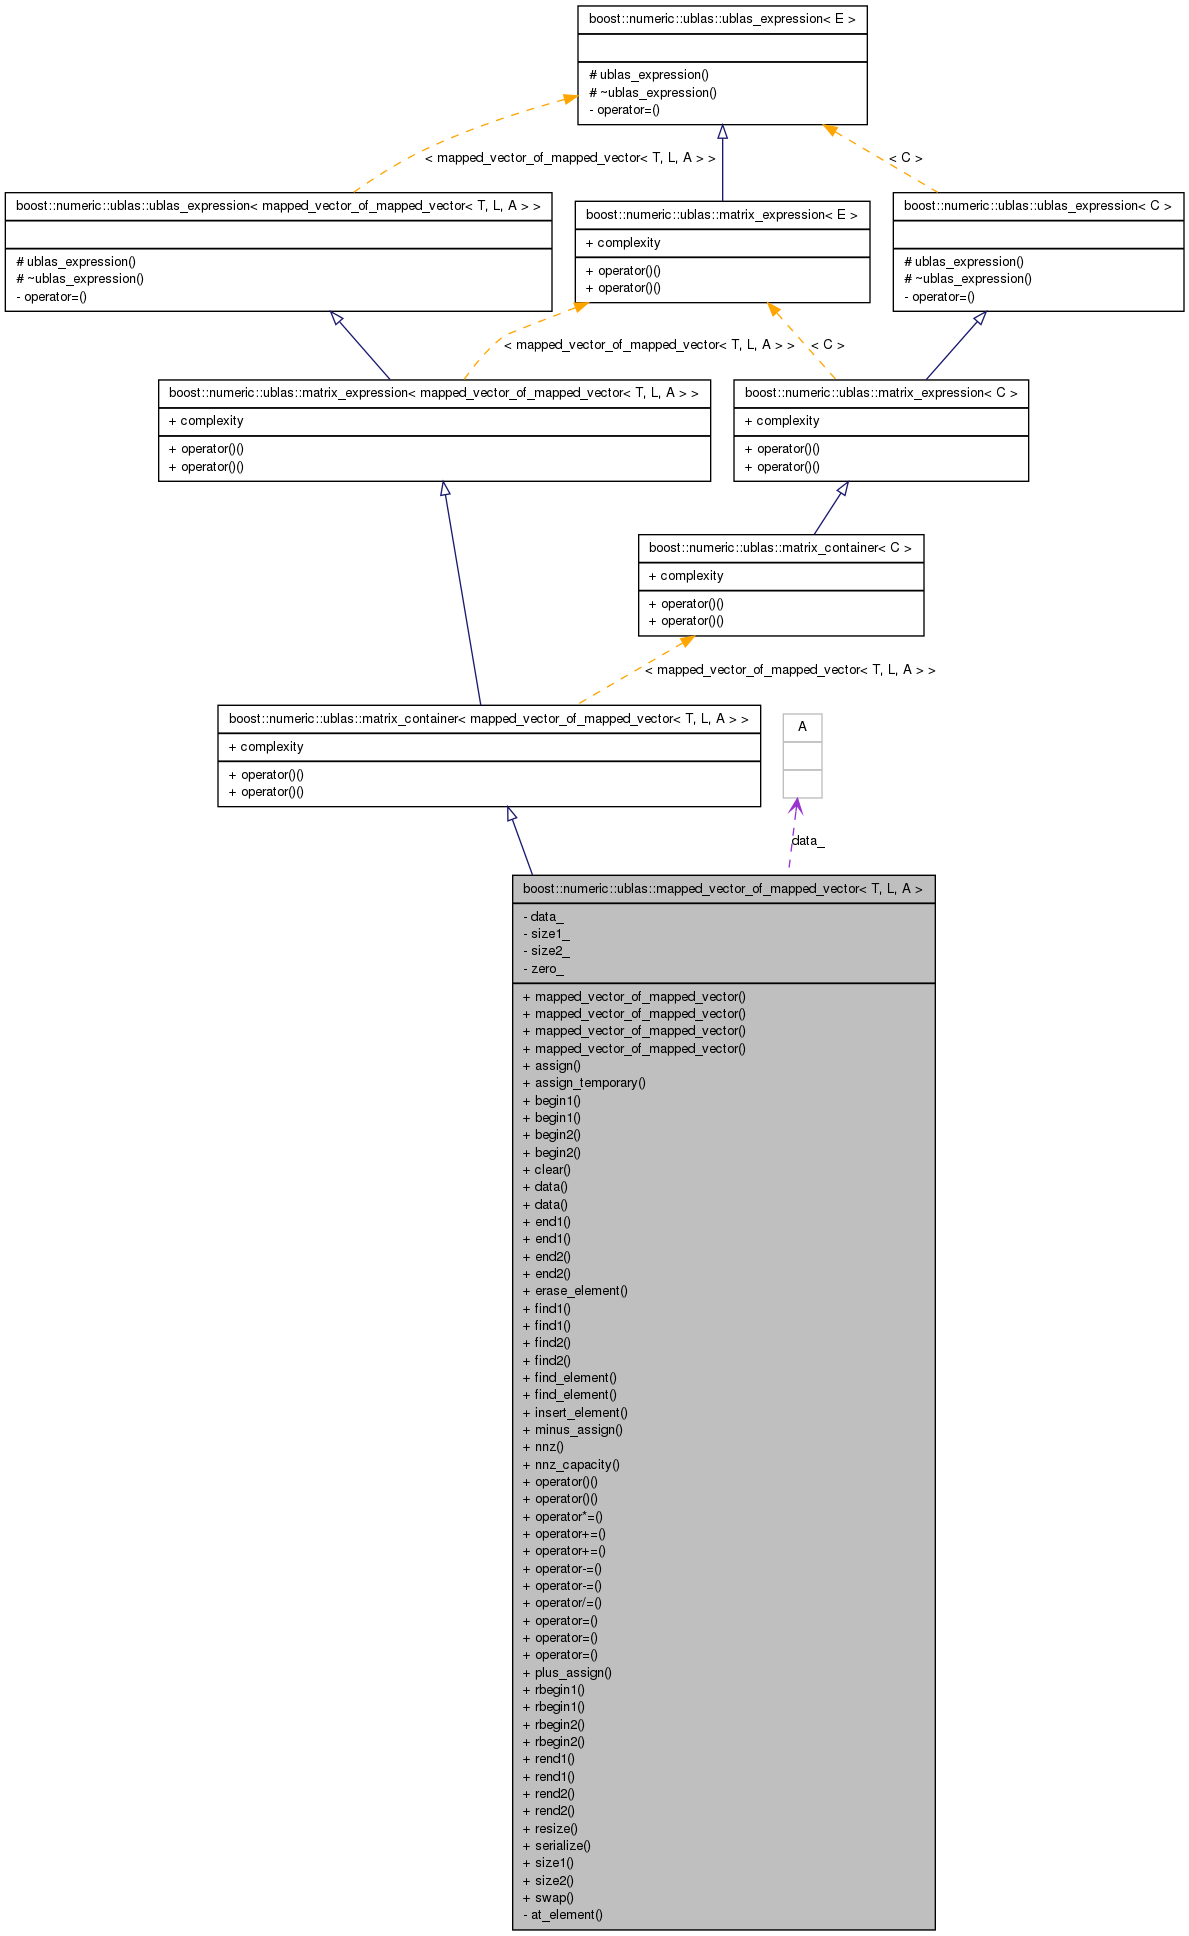 boost::numeric::ublas::ublas_expression< E >
# ublas_expression()
# ~ublas_expression()
- operator=()
< mapped_vector_of_mapped_vector< T, L, A > >
< C >
boost::numeric::ublas::ublas_expression< mapped_vector_of_mapped_vector< T, L, A > >
# ublas_expression()
# ~ublas_expression()
- operator=()
boost::numeric::ublas::matrix_expression< E >
+ complexity
+ operator()()
+ operator()()
boost::numeric::ublas::ublas_expression< C >
# ublas_expression()
# ~ublas_expression()
- operator=()
< mapped_vector_of_mapped_vector< T, L, A > >
< C >
boost::numeric::ublas::matrix_expression< mapped_vector_of_mapped_vector< T, L, A > >
+ complexity
+ operator()()
+ operator()()
boost::numeric::ublas::matrix_expression< C >
+ complexity
+ operator()()
+ operator()()
boost::numeric::ublas::matrix_container< C >
+ complexity
+ operator()()
+ operator()()
< mapped_vector_of_mapped_vector< T, L, A > >
boost::numeric::ublas::matrix_container< mapped_vector_of_mapped_vector< T, L, A > >
+ complexity
+ operator()()
+ operator()()
A
data_
boost::numeric::ublas::mapped_vector_of_mapped_vector< T, L, A >
- data_
- size1_
- size2_
- zero_
+ mapped_vector_of_mapped_vector()
+ mapped_vector_of_mapped_vector()
+ mapped_vector_of_mapped_vector()
+ mapped_vector_of_mapped_vector()
+ assign()
+ assign_temporary()
+ begin1()
+ begin1()
+ begin2()
+ begin2()
+ clear()
+ data()
+ data()
+ end1()
+ end1()
+ end2()
+ end2()
+ erase_element()
+ find1()
+ find1()
+ find2()
+ find2()
+ find_element()
+ find_element()
+ insert_element()
+ minus_assign()
+ nnz()
+ nnz_capacity()
+ operator()()
+ operator()()
+ operator*=()
+ operator+=()
+ operator+=()
+ operator-=()
+ operator-=()
+ operator/=()
+ operator=()
+ operator=()
+ operator=()
+ plus_assign()
+ rbegin1()
+ rbegin1()
+ rbegin2()
+ rbegin2()
+ rend1()
+ rend1()
+ rend2()
+ rend2()
+ resize()
+ serialize()
+ size1()
+ size2()
+ swap()
- at_element()